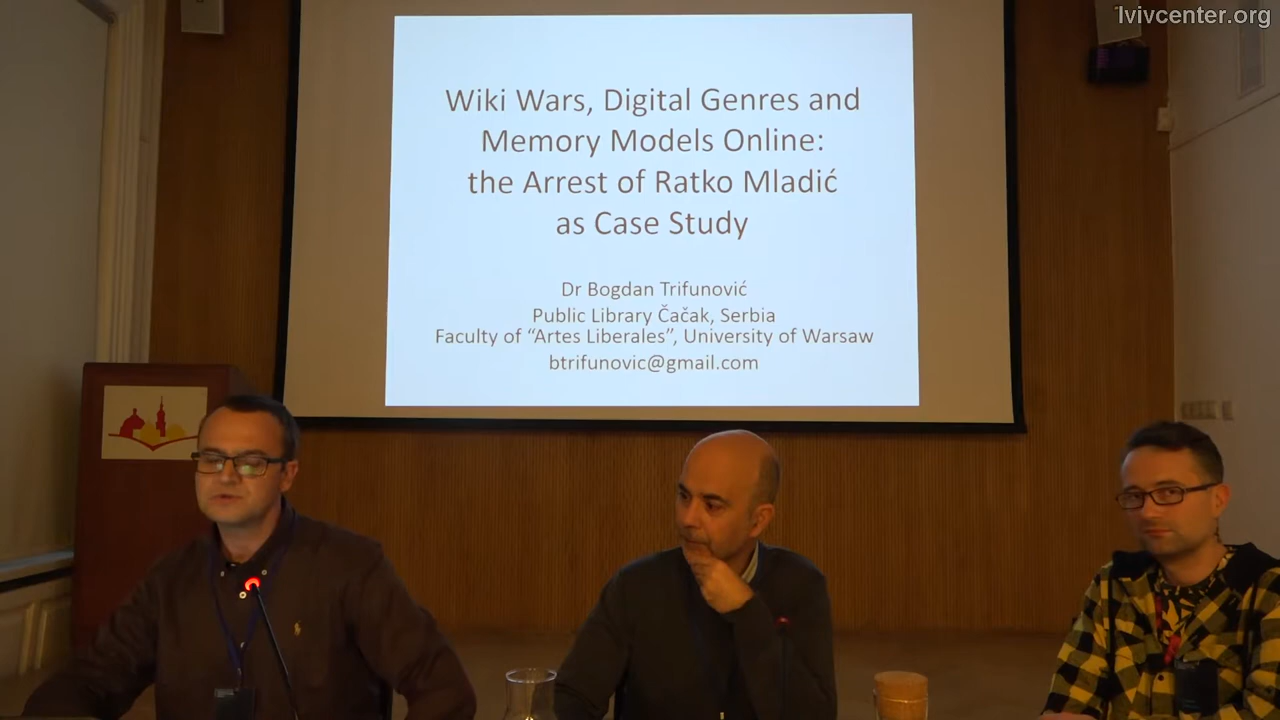 lvivcenter.org
Wiki Wars, Digital Genres and
Memory Models Online:
the Arrest of Ratko Mladić
as Case Study
Dr Bogdan Trifunović
Public Library Čačak, Serbia
Faculty of “Artes Liberales”, University of Warsaw
btrifunovic@gmail.com